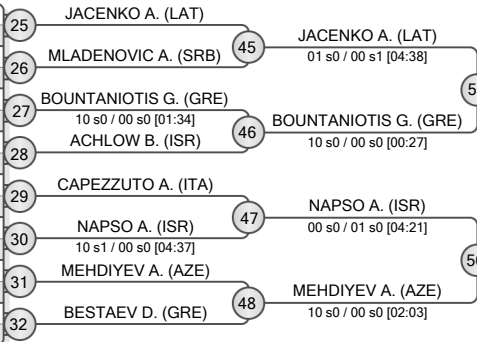 25
JACENKO A. (LAT)
45
JACENKO A. (LAT)
01 s0 / 00 s1 [04:38]
26
MLADENOVIC A. (SRB)
27
BOUNTANIOTIS G. (GRE)
10 s0 / 00 s0 [01:34]
46
BOUNTANIOTIS G. (GRE)
10 s0 / 00 s0 [00:27]
28
ACHLOW B. (ISR)
29
CAPEZZUTO A. (ITA)
47
NAPSO A. (ISR)
00 s0 / 01 s0 [04:21]
30
NAPSO A. (ISR)
10 s1 / 00 s0 [04:37]
31
MEHDIYEV A. (AZE)
48
MEHDIYEV A. (AZE)
10 s0 / 00 s0 [02:03]
32
BESTAEV D. (GRE)